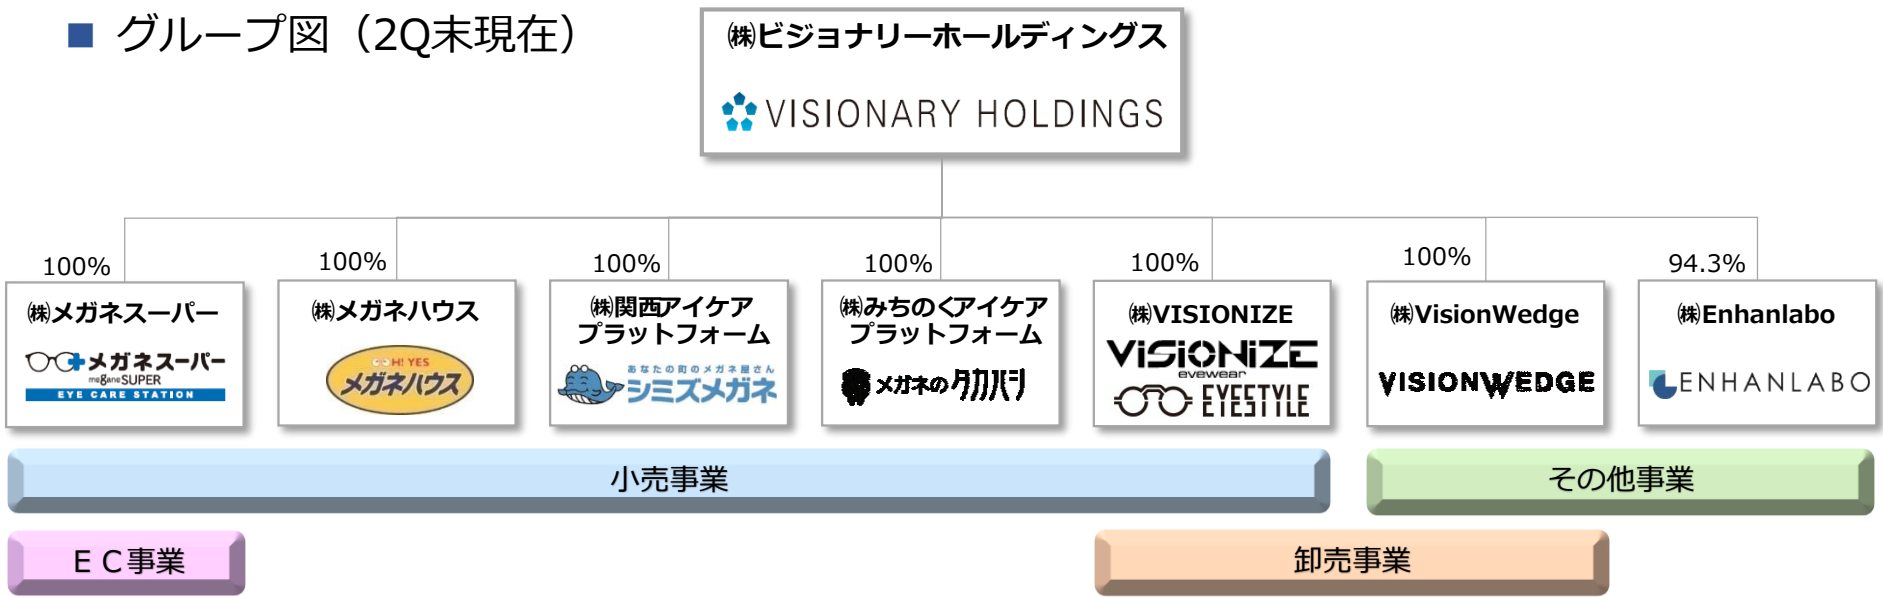 ■ グループ図（2Q末現在）
㈱ビジョナリーホールディングス
VISIONARY HOLDINGS
100%
100%
100%
100%
100%
100%
94.3%
㈱メガネスーパー
メガネスーパー
meganeSUPER
EYE CARE STATION
㈱メガネハウス
OH! YES
メガネハウス
㈱関西アイケア
プラットフォーム
あなたの町のメガネ屋さん
シミズメガネ
㈱みちのくアイケア
プラットフォーム
メガネのタカハシ
㈱VISIONIZE
VISIONIZE
eyewear
EYESTYLE
㈱VisionWedge
VISIONWEDGE
㈱Enhanlabo
ENHANLABO
小売事業
その他事業
ＥＣ事業
卸売事業